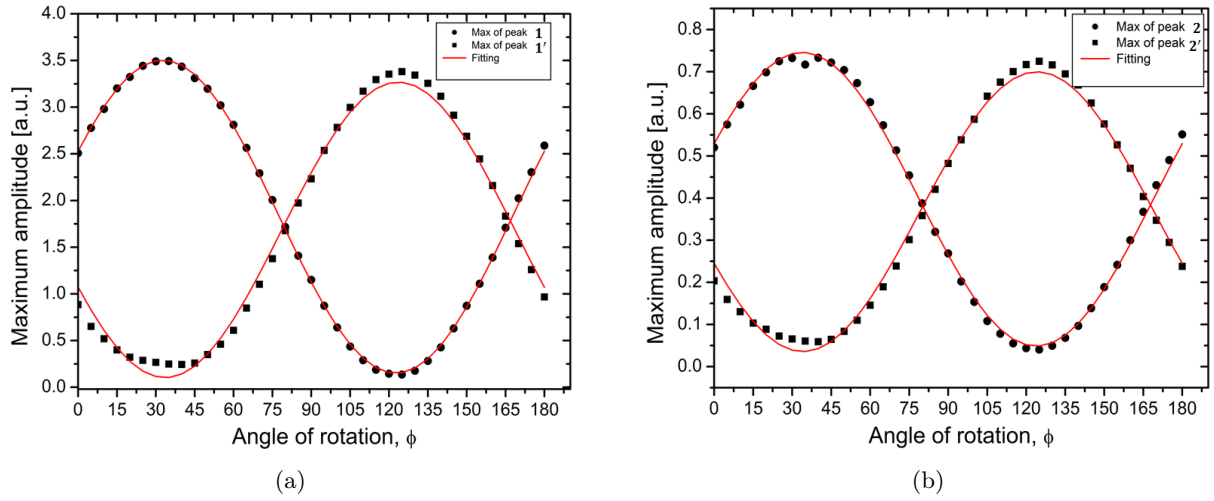 Maximum amplitude [a.u.]
4.0
3.5
3.0
2.5
2.0
1.5
1.0
0.5
0.0
Max of peak 1
Max of peak 1′
Fitting
0 15 30 45 60 75 90 105 120 135 150 165 180
Angle of rotation, ϕ
(a)
Maximum amplitude [a.u.]
0.8
0.7
0.6
0.5
0.4
0.3
0.2
0.1
0.0
Max of peak 2
Max of peak 2′
Fitting
0 15 30 45 60 75 90 105 120 135 150 165 180
Angle of rotation, ϕ
(b)